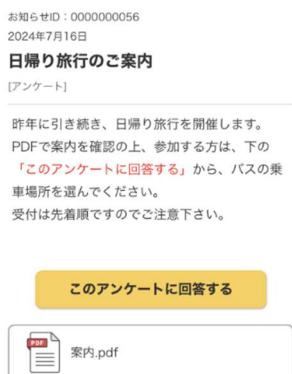 お知らせID：0000000056
2024年7月16日
日帰り旅行のご案内
[アンケート]
昨年に引き続き、日帰り旅行を開催します。
PDFで案内を確認の上、参加する方は、下の
「このアンケートに回答する」から、バスの乗
車場所を選んでください。
受付は先着順ですのでご注意下さい。
このアンケートに回答する
PDF
案内.pdf